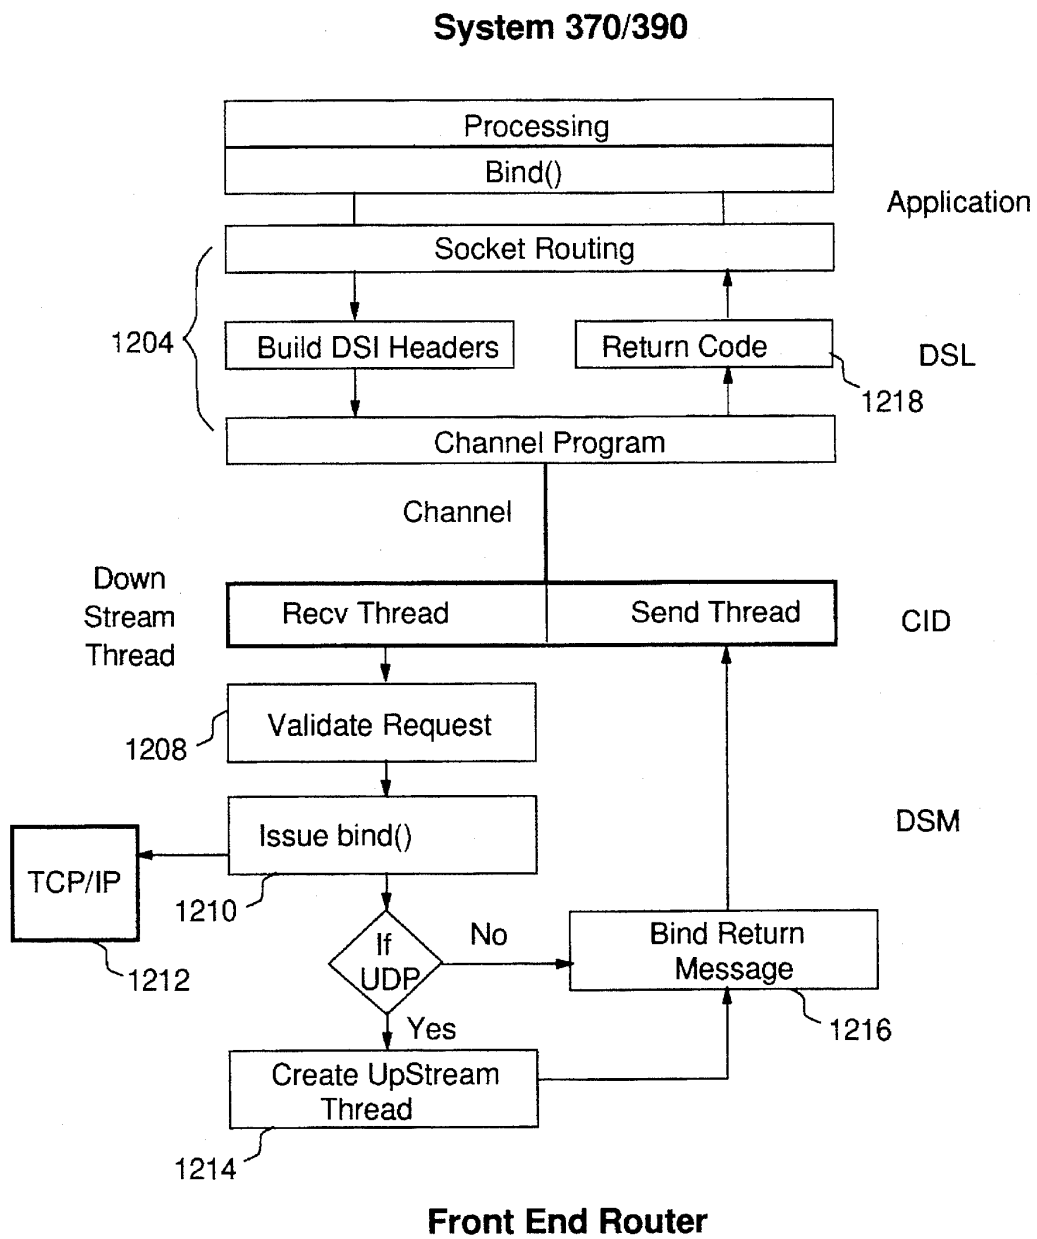 System 370/390
Processing
Bind()
Application
Socket Routing
1204
Build DSI Headers
Return Code
DSL
1218
Channel Program
Channel
Down
Stream
Thread
Recv Thread
Send Thread
CID
Validate Request
1208
Issue bind()
DSM
TCP/IP
1210
1212
If
UDP
No
Yes
Bind Return
Message
1216
Create UpStream
Thread
1214
Front End Router